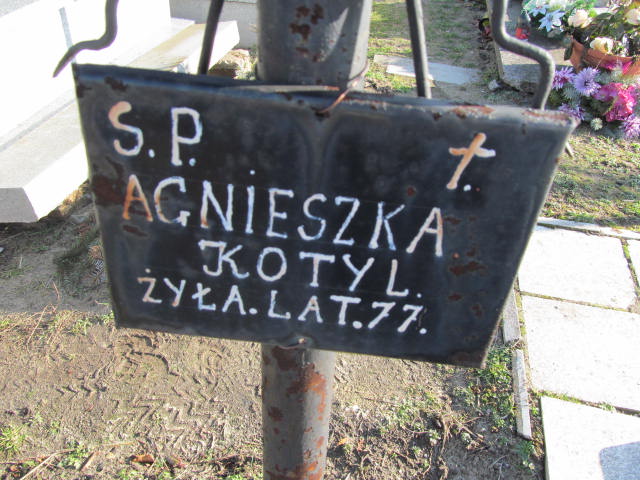 S. P. †.
AGNIESZKA
KOTYL.
ŻYŁA. LAT. 77.